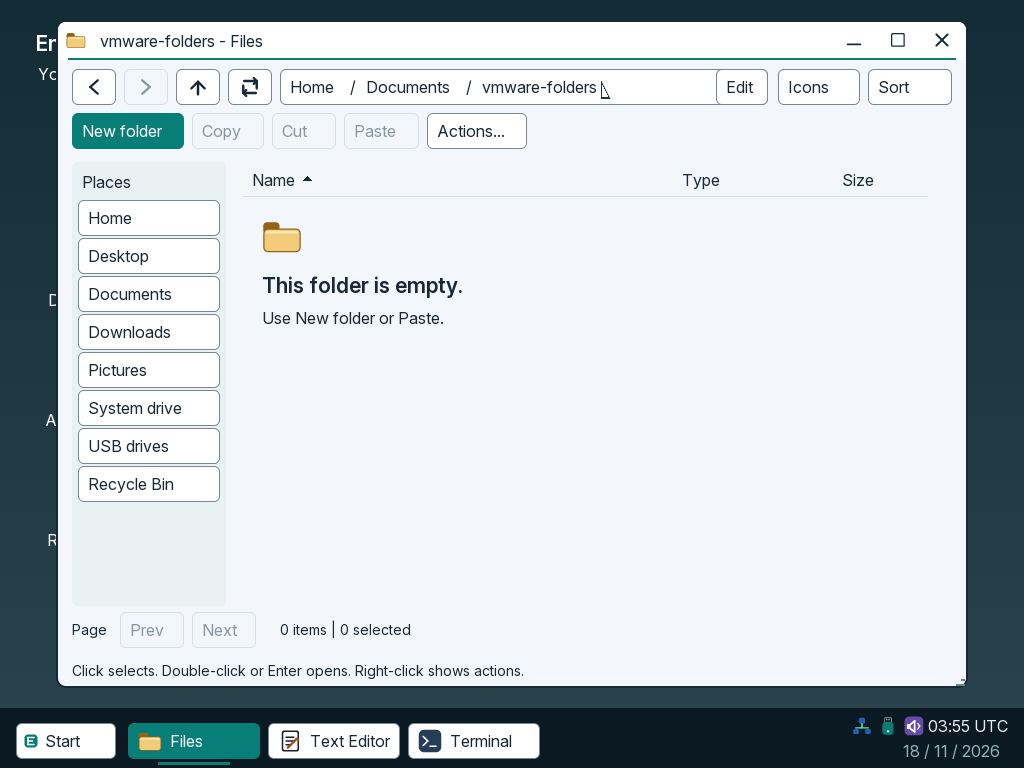 En
vmware-folders - Files
Yo
Home / Documents / vmware-folders Edit Icons Sort
New folder Copy Cut Paste Actions...
Places Name Type Size
Home
Desktop
Documents
Downloads
Pictures
System drive
USB drives
Recycle Bin
This folder is empty.
Use New folder or Paste.
D
A
R
Page Prev Next 0 items | 0 selected
Click selects. Double-click or Enter opens. Right-click shows actions.
Start Files Text Editor Terminal 03:55 UTC
18 / 11 / 2026